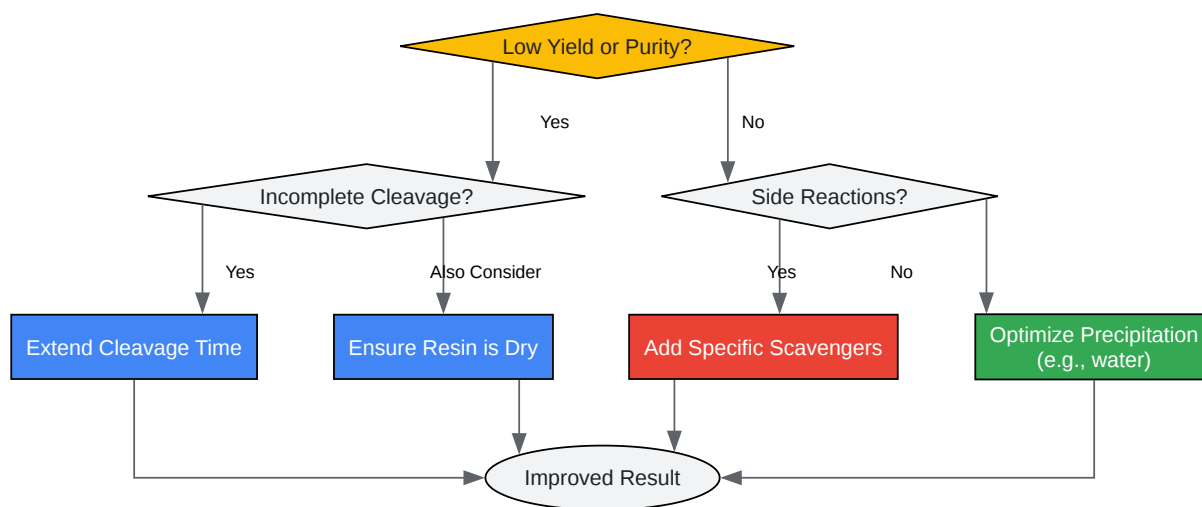 Low Yield or Purity?
Yes
No
Incomplete Cleavage?
Side Reactions?
Yes
Also Consider
Yes
No
Extend Cleavage Time
Ensure Resin is Dry
Add Specific Scavengers
Optimize Precipitation
(e.g., water)
Improved Result